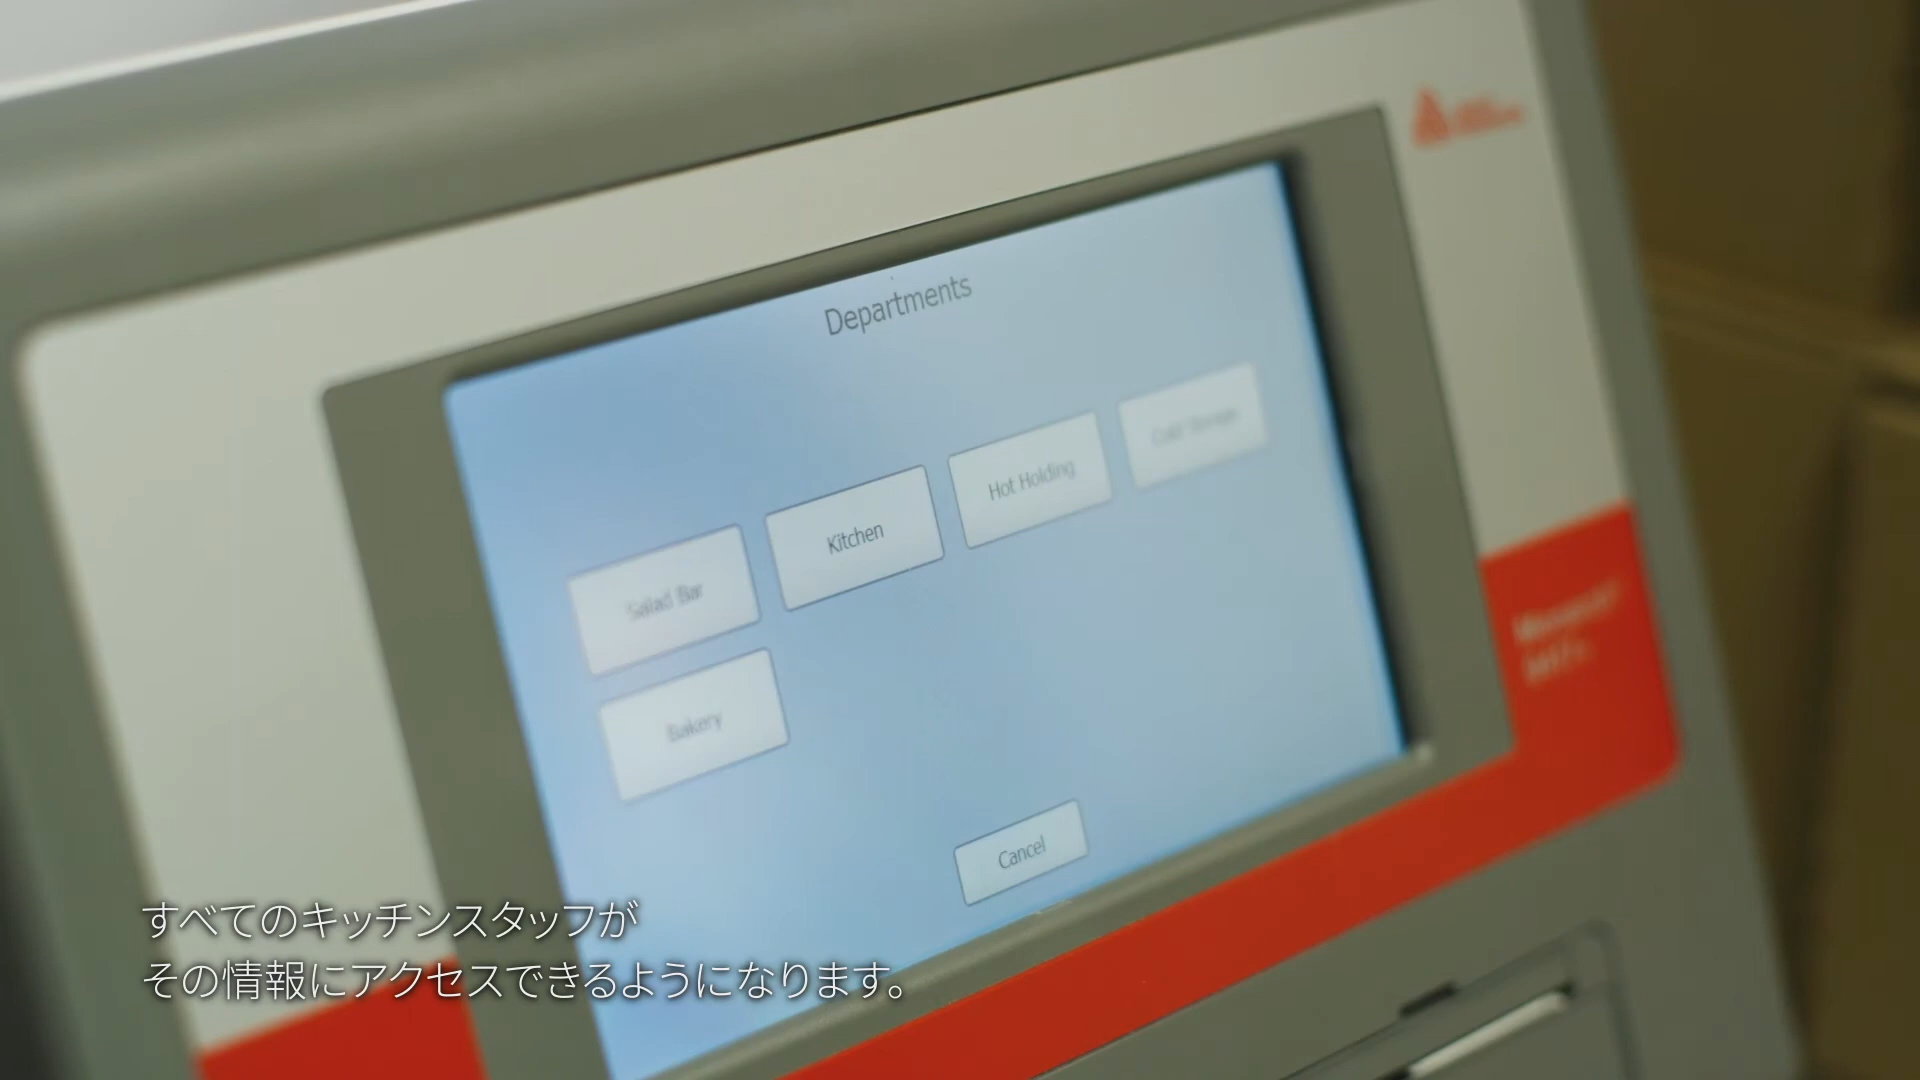 Departments
Salad Bar
Kitchen
Hot Holding
Cold Storage
Bakery
Cancel
すべてのキッチンスタッフが
その情報にアクセスできるようになります。